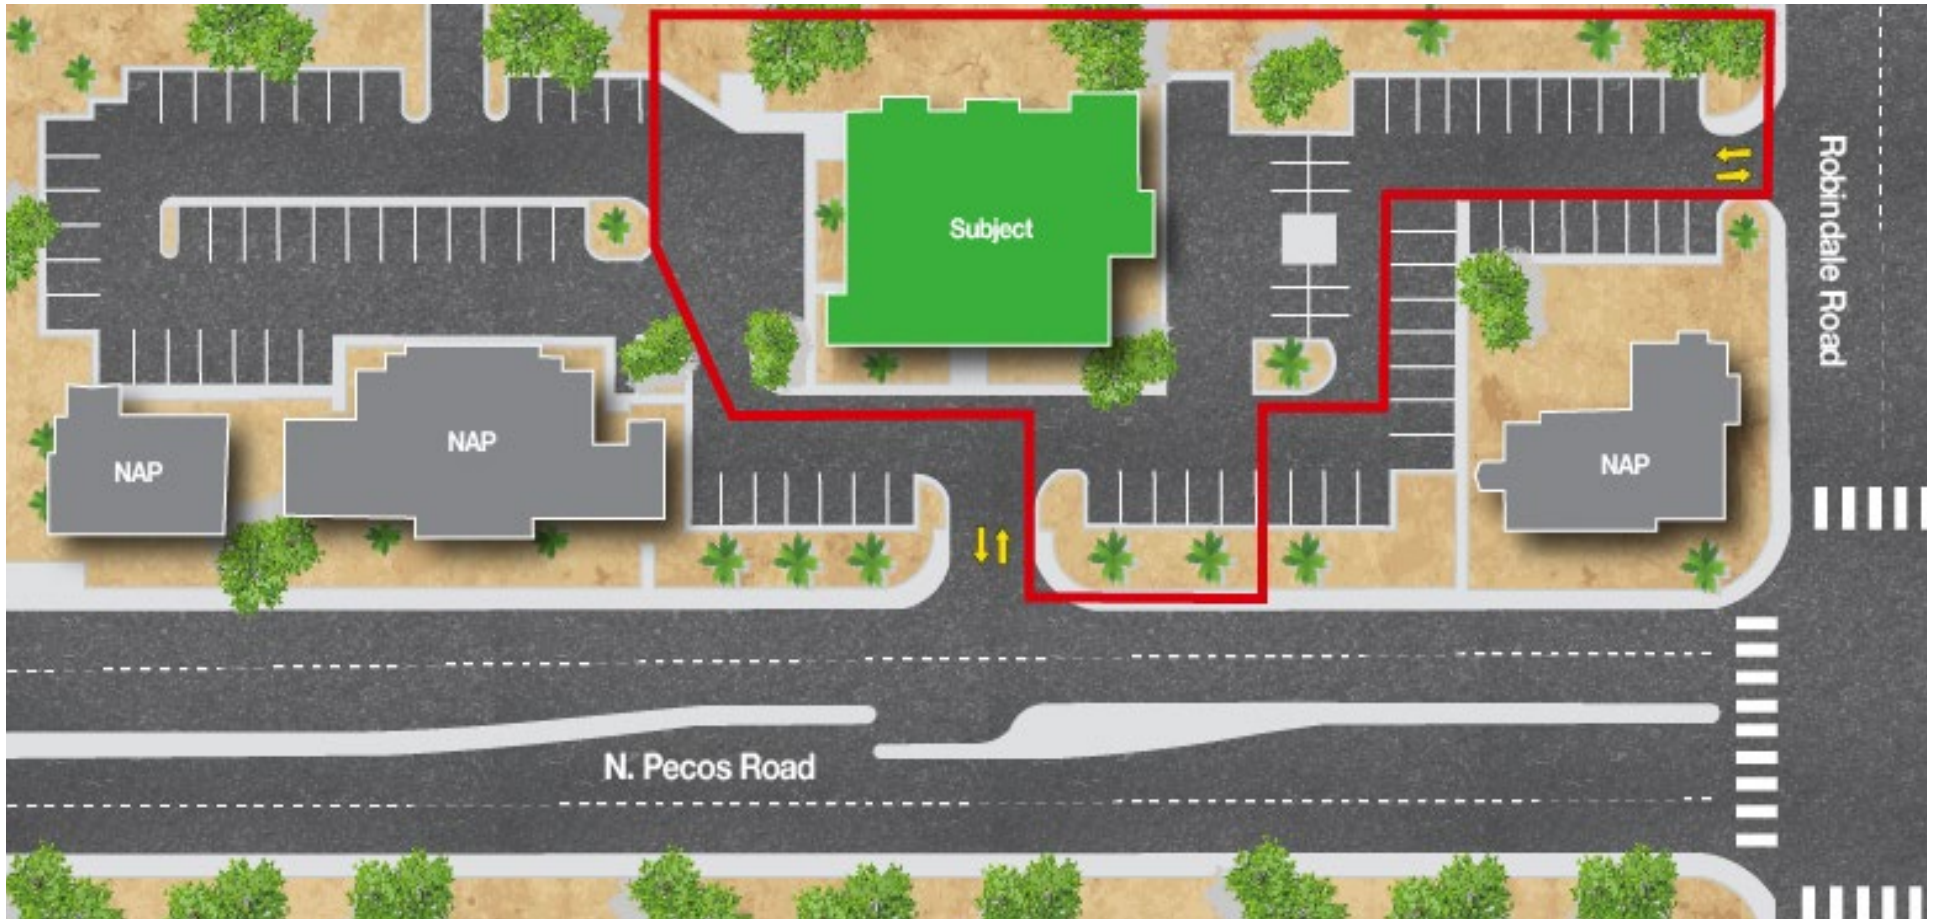 Subject
Robindale Road
NAP
NAP
NAP
N. Pecos Road